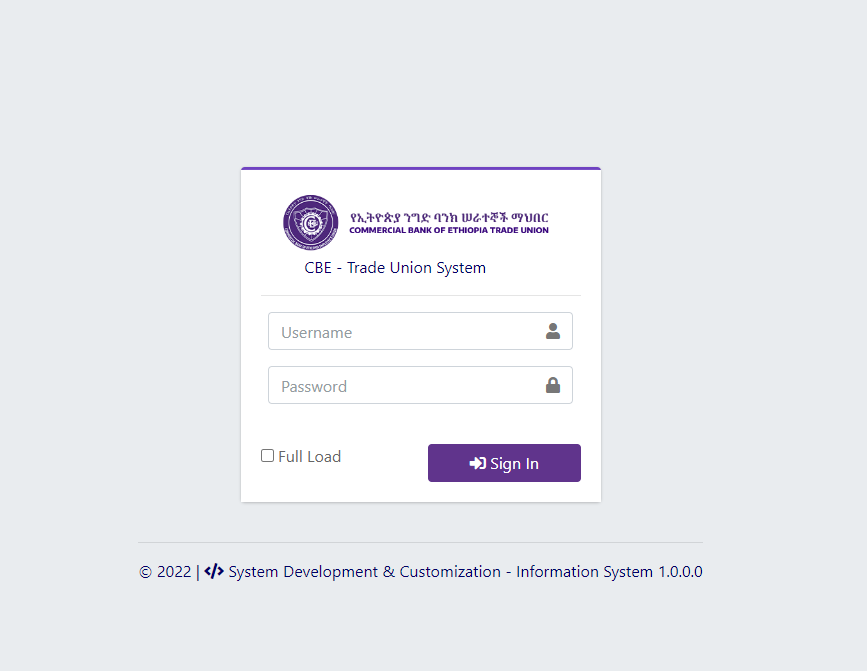 የኢትዮጵያ ንግድ ባንክ ሠራተኞች ማህበር
COMMERCIAL BANK OF ETHIOPIA TRADE UNION
CBE - Trade Union System
Username
Password
Full Load
Sign In
© 2022 | </> System Development & Customization - Information System 1.0.0.0